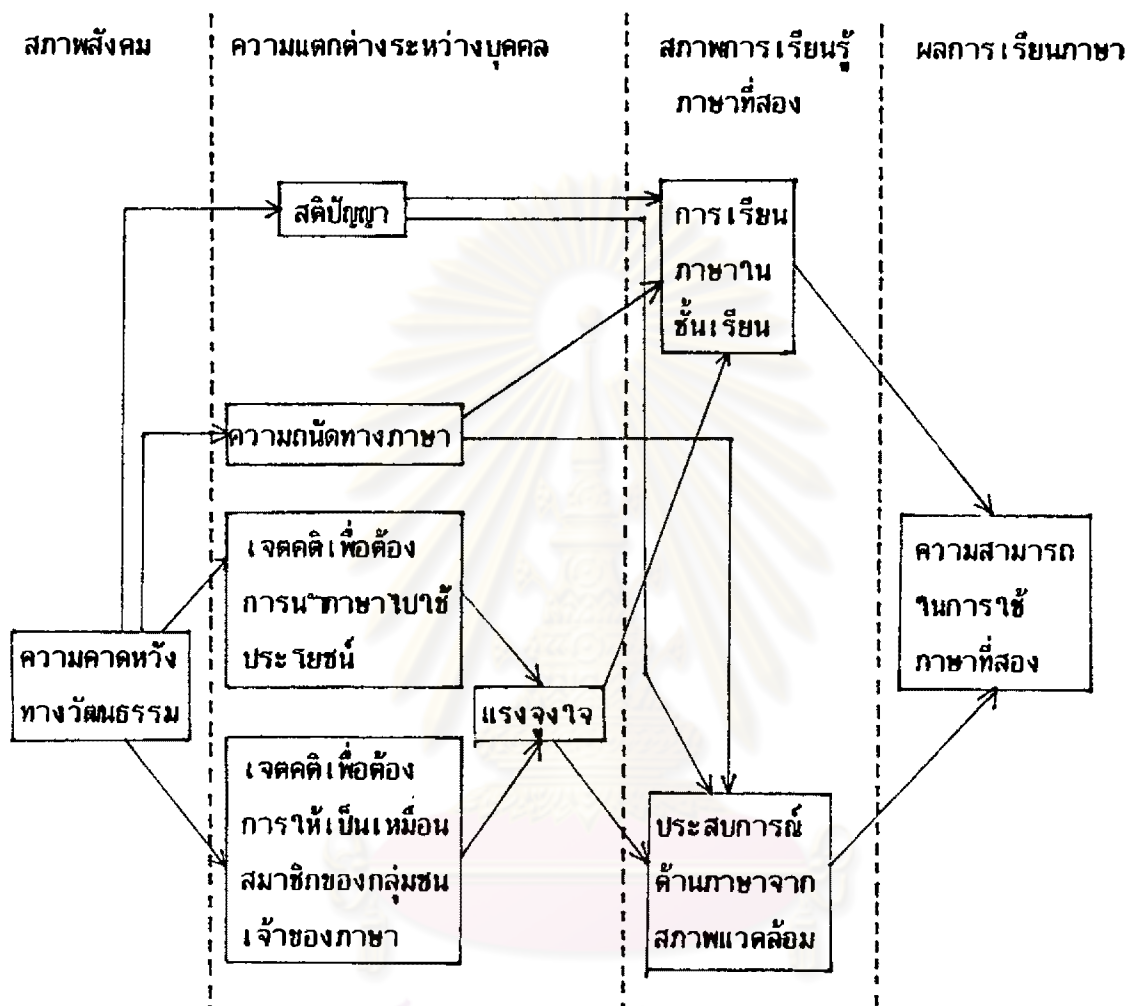 สภาพสังคม
ความแตกต่างระหว่างบุคคล
สภาพการเรียนรู้
ภาษาที่สอง
ผลการเรียนภาษา
สติปัญญา
การเรียน
ภาษาใน
ชั้นเรียน
ความถนัดทางภาษา
เจตคติเพื่อต้อง
การนำภาษาไปใช้
ประโยชน์
ความคาดหวัง
ทางวัฒนธรรม
แรงจูงใจ
เจตคติเพื่อต้อง
การให้เป็นเหมือน
สมาชิกของกลุ่มชน
เจ้าของภาษา
ประสบการณ์
ด้านภาษาจาก
สภาพแวดล้อม
ความสามารถ
ในการใช้
ภาษาที่สอง